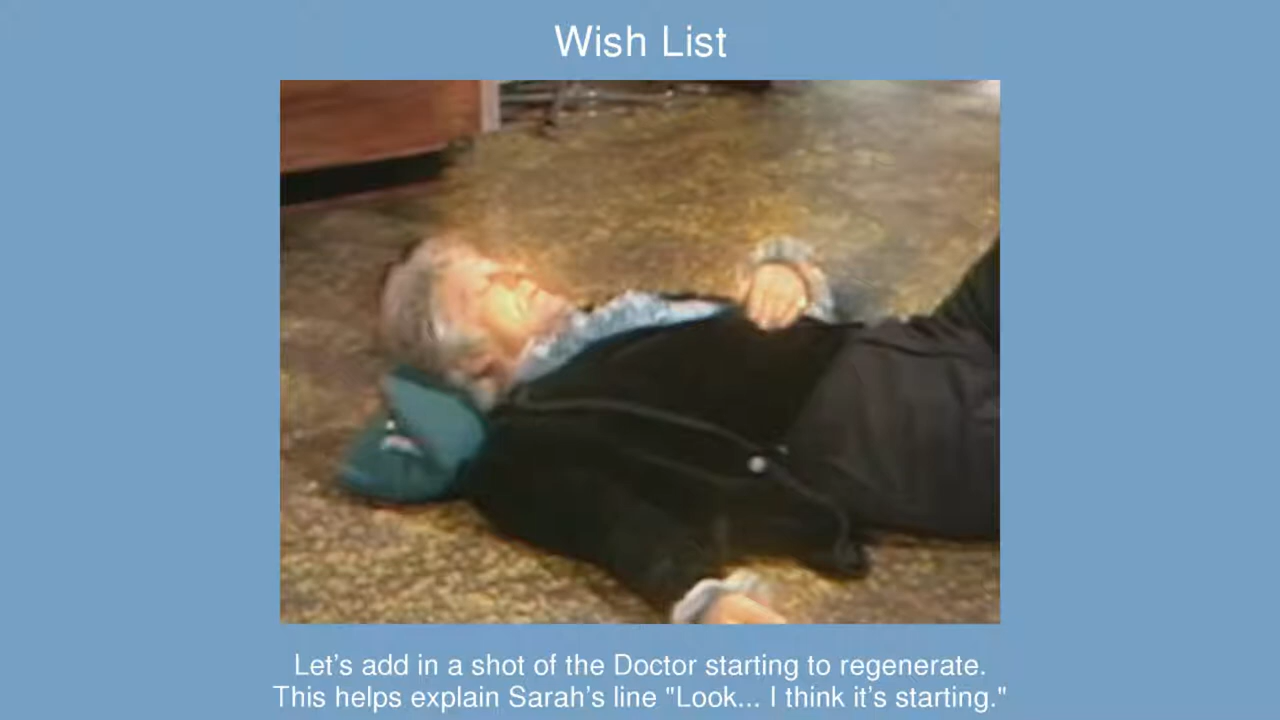 Wish List
Let's add in a shot of the Doctor starting to regenerate.
This helps explain Sarah's line "Look... I think it's starting."